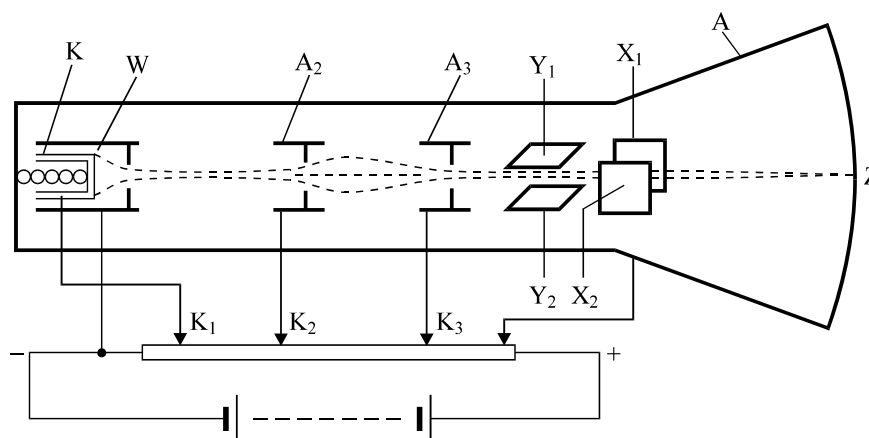 A
K
W
A₂
A₃
Y₁
X₁
Z
Y₂
X₂
K₁
K₂
K₃
−
+